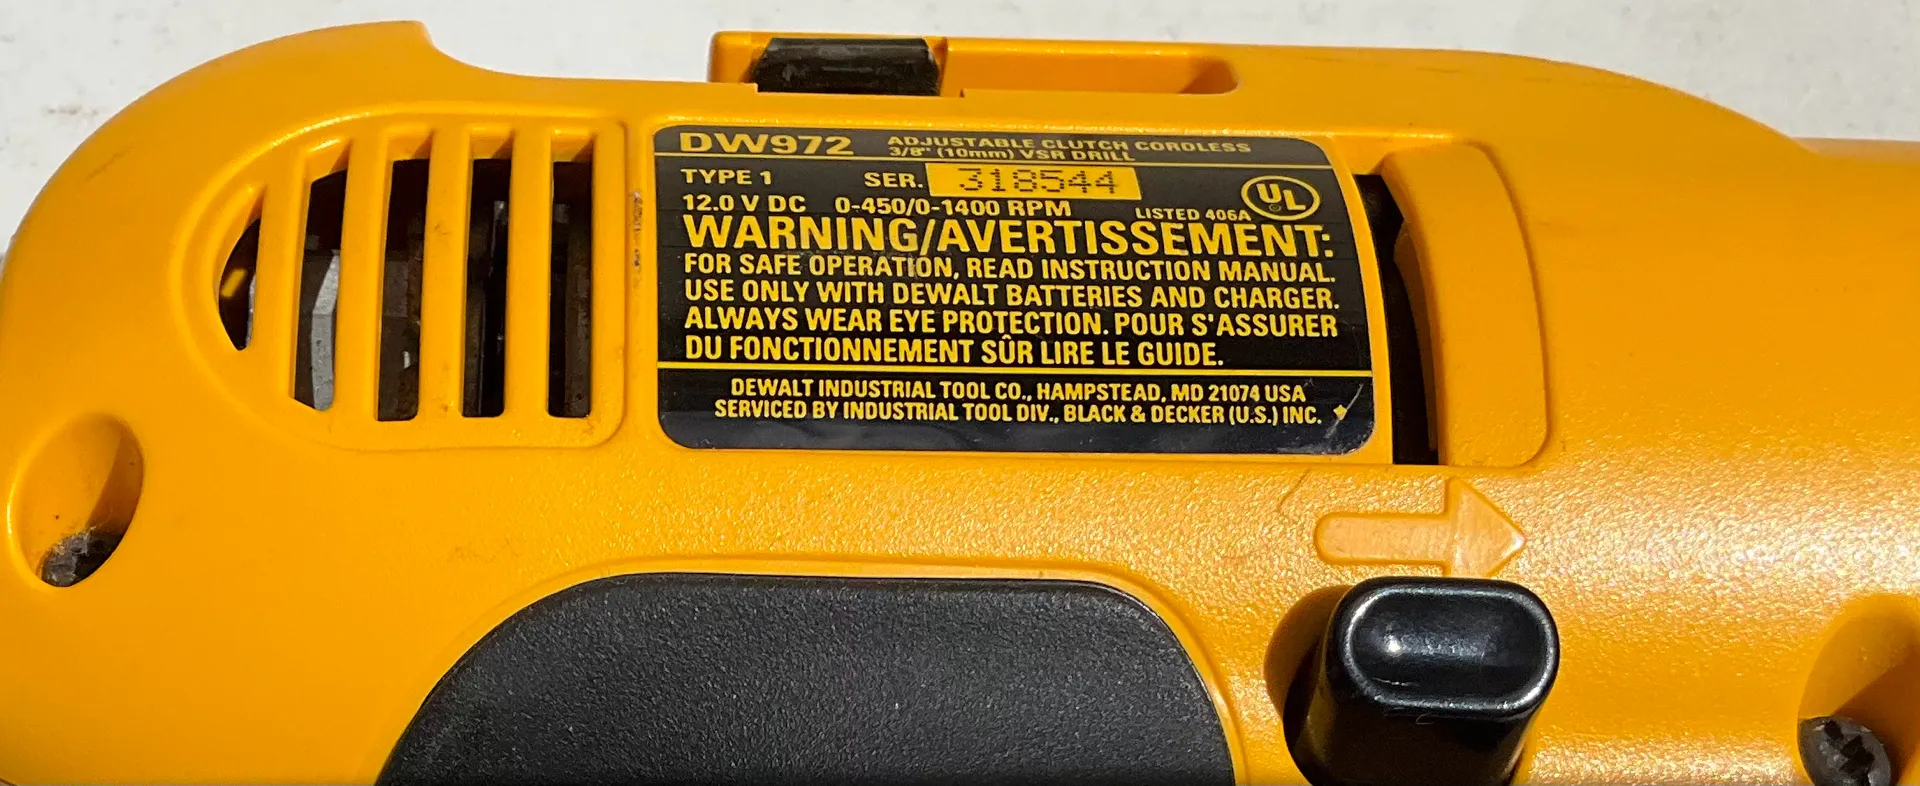 DW972 ADJUSTABLE CLUTCH CORDLESS
3/8" (10mm) VSR DRILL
TYPE 1 SER. 318544
12.0 V DC 0-450/0-1400 RPM LISTED 406A UL
WARNING/AVERTISSEMENT:
FOR SAFE OPERATION, READ INSTRUCTION MANUAL.
USE ONLY WITH DEWALT BATTERIES AND CHARGER.
ALWAYS WEAR EYE PROTECTION. POUR S'ASSURER
DU FONCTIONNEMENT SÛR LIRE LE GUIDE.
DEWALT INDUSTRIAL TOOL CO., HAMPSTEAD, MD 21074 USA
SERVICED BY INDUSTRIAL TOOL DIV., BLACK & DECKER (U.S.) INC.